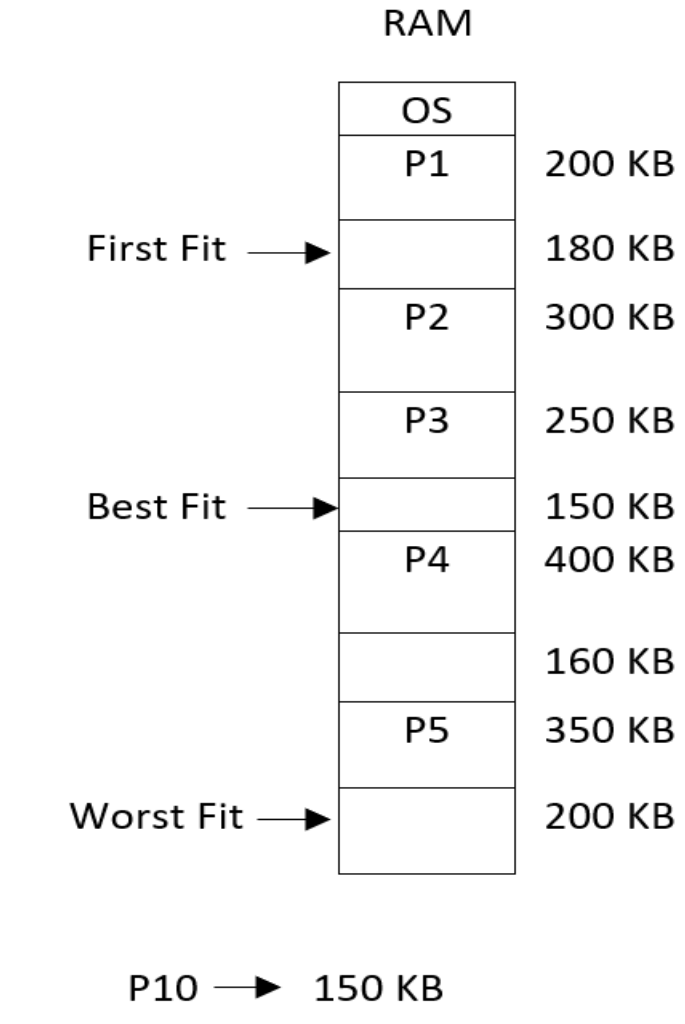 RAM
OS
P1 200 KB
First Fit 180 KB
P2 300 KB
P3 250 KB
Best Fit 150 KB
P4 400 KB
160 KB
P5 350 KB
Worst Fit 200 KB
P10 150 KB